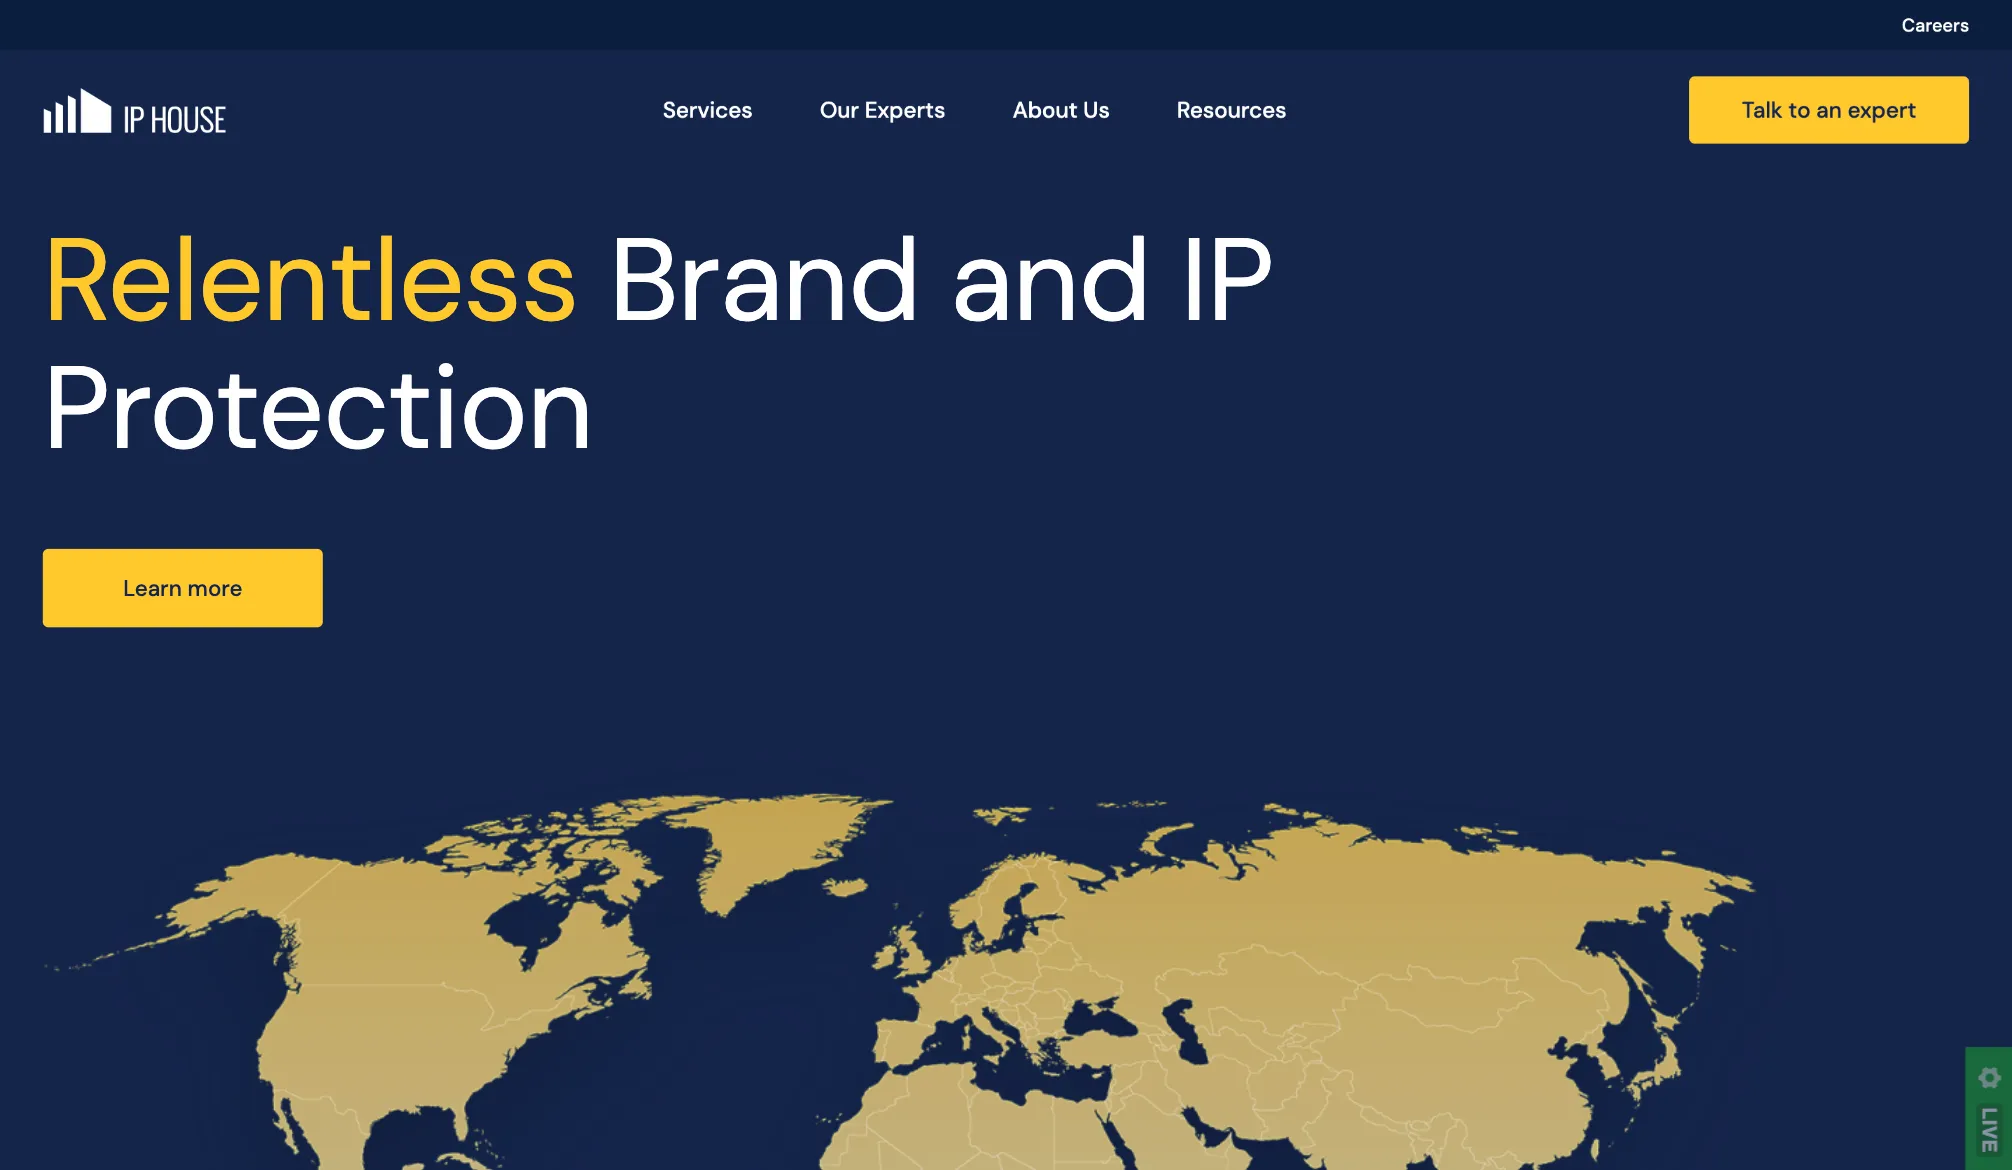 Careers
IP HOUSE
Services
Our Experts
About Us
Resources
Talk to an expert
Relentless Brand and IP
Protection
Learn more
LIVE